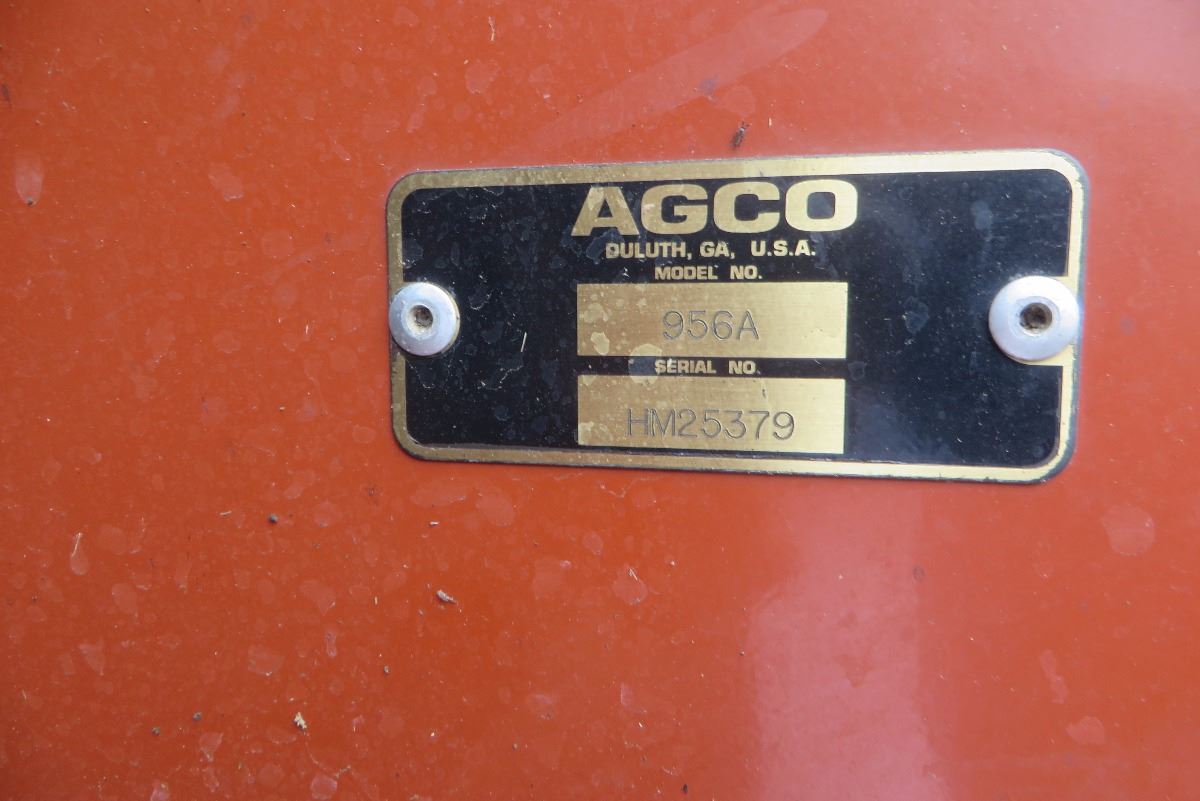 AGCO
DULUTH, GA, U.S.A.
MODEL NO.
956A
SERIAL NO.
HM25379